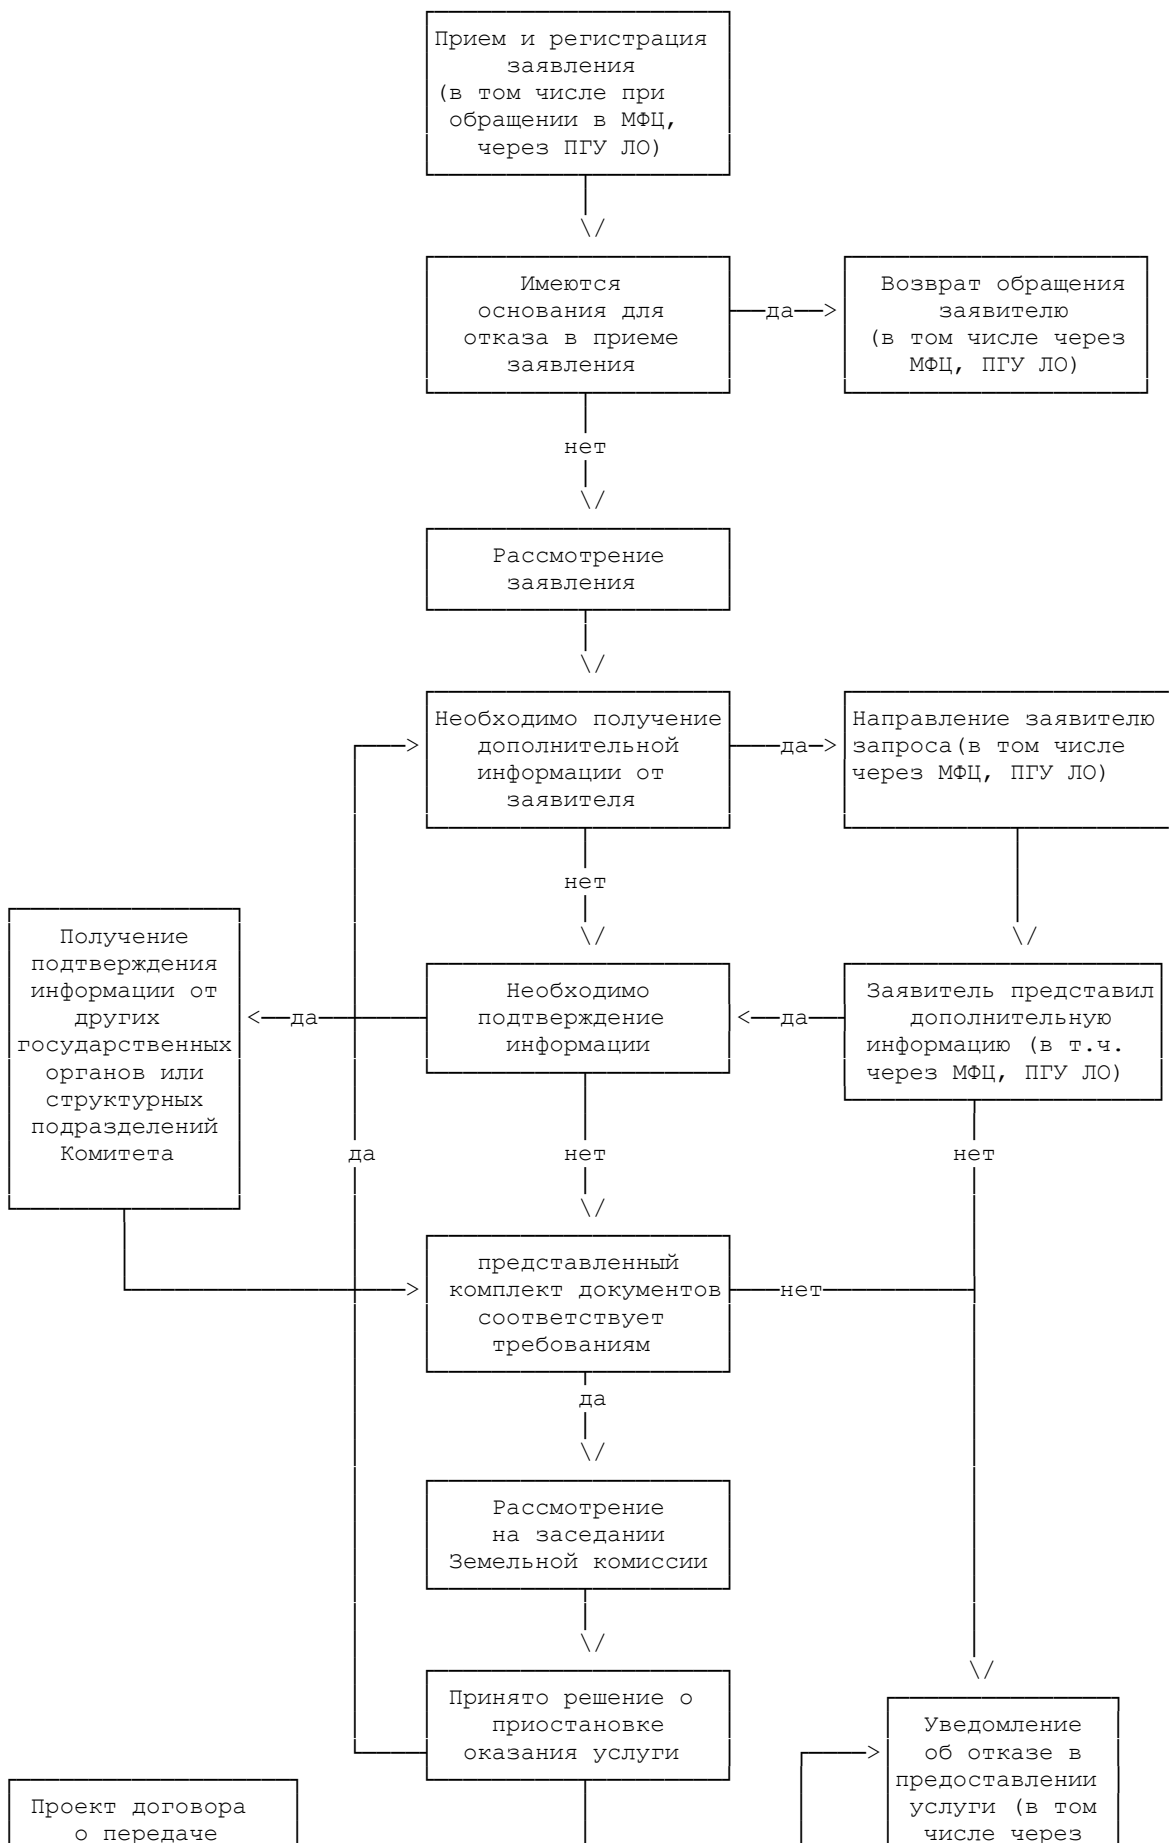 Прием и регистрация
заявления
(в том числе при
обращении в МФЦ,
через ПГУ ЛО)
\/
Имеются
основания для
отказа в приеме
заявления
да
>
Возврат обращения
заявителю
(в том числе через
МФЦ, ПГУ ЛО)
нет
\/
Рассмотрение
заявления
\/
>
Необходимо получение
дополнительной
информации от
заявителя
да
>
Направление заявителю
запроса(в том числе
через МФЦ, ПГУ ЛО)
нет
\/
\/
Получение
подтверждения
информации от
других
государственных
органов или
структурных
подразделений
Комитета
<
да
Необходимо
подтверждение
информации
<
да
Заявитель представил
дополнительную
информацию (в т.ч.
через МФЦ, ПГУ ЛО)
да
нет
нет
\/
>
представленный
комплект документов
соответствует
требованиям
нет
да
\/
Рассмотрение
на заседании
Земельной комиссии
\/
\/
Принято решение о
приостановке
оказания услуги
>
Уведомление
об отказе в
предоставлении
услуги (в том
числе через
Проект договора
о передаче